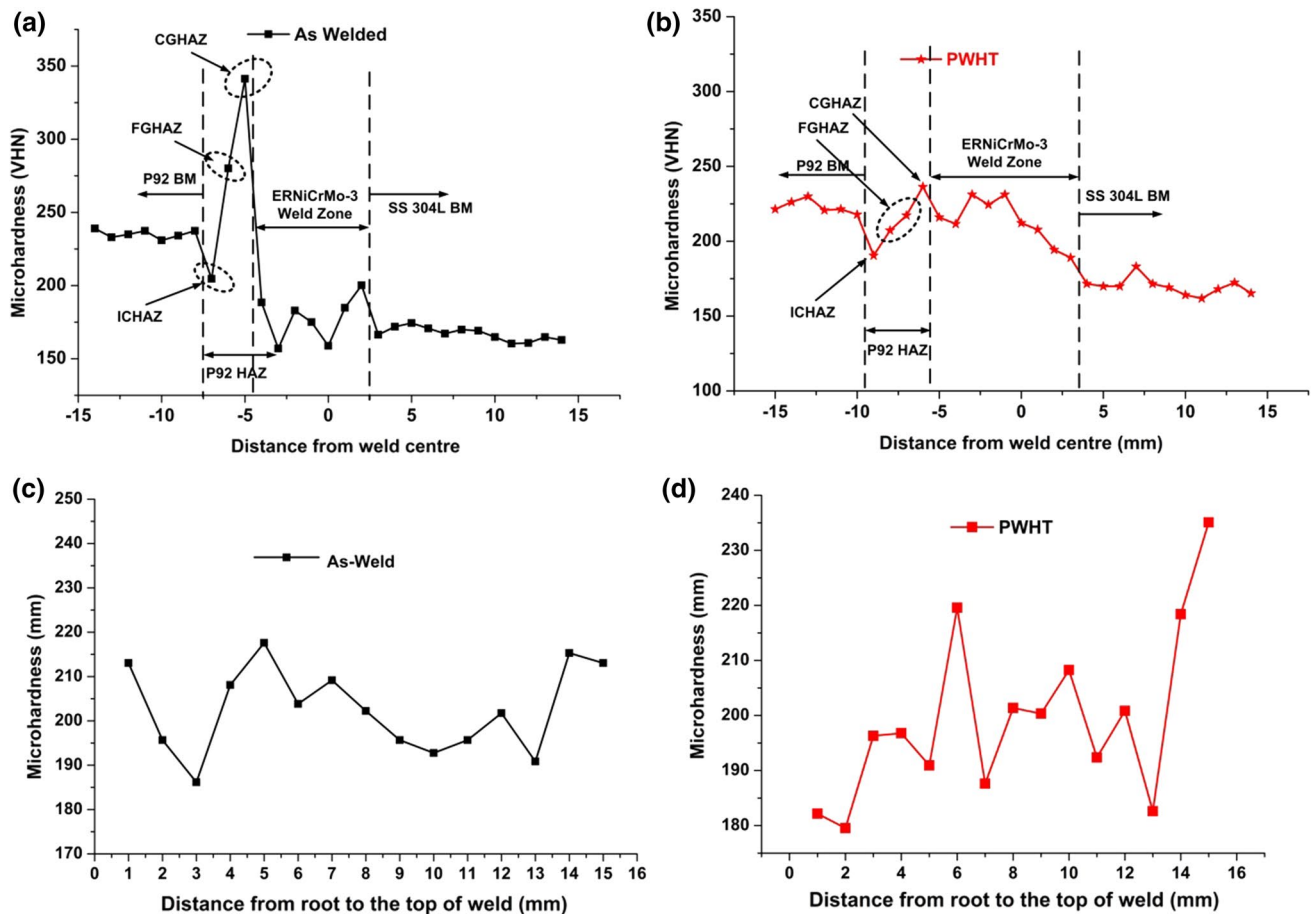 (a)
As Welded
CGHAZ
FGHAZ
P92 BM
ERNiCrMo-3
Weld Zone
SS 304L BM
ICHAZ
P92 HAZ
350
300
250
200
150
Microhardness (VHN)
-15 -10 -5 0 5 10 15
Distance from weld centre
(b)
PWHT
CGHAZ
FGHAZ
P92 BM
ERNiCrMo-3
Weld Zone
SS 304L BM
ICHAZ
P92 HAZ
350
300
250
200
150
100
Microhardness (VHN)
-15 -10 -5 0 5 10 15
Distance from weld centre (mm)
(c)
As-Weld
250
240
230
220
210
200
190
180
170
Microhardness (mm)
0 1 2 3 4 5 6 7 8 9 10 11 12 13 14 15 16
Distance from root to the top of weld (mm)
(d)
PWHT
240
230
220
210
200
190
180
Microhardness (mm)
0 2 4 6 8 10 12 14 16
Distance from root to the top of weld (mm)